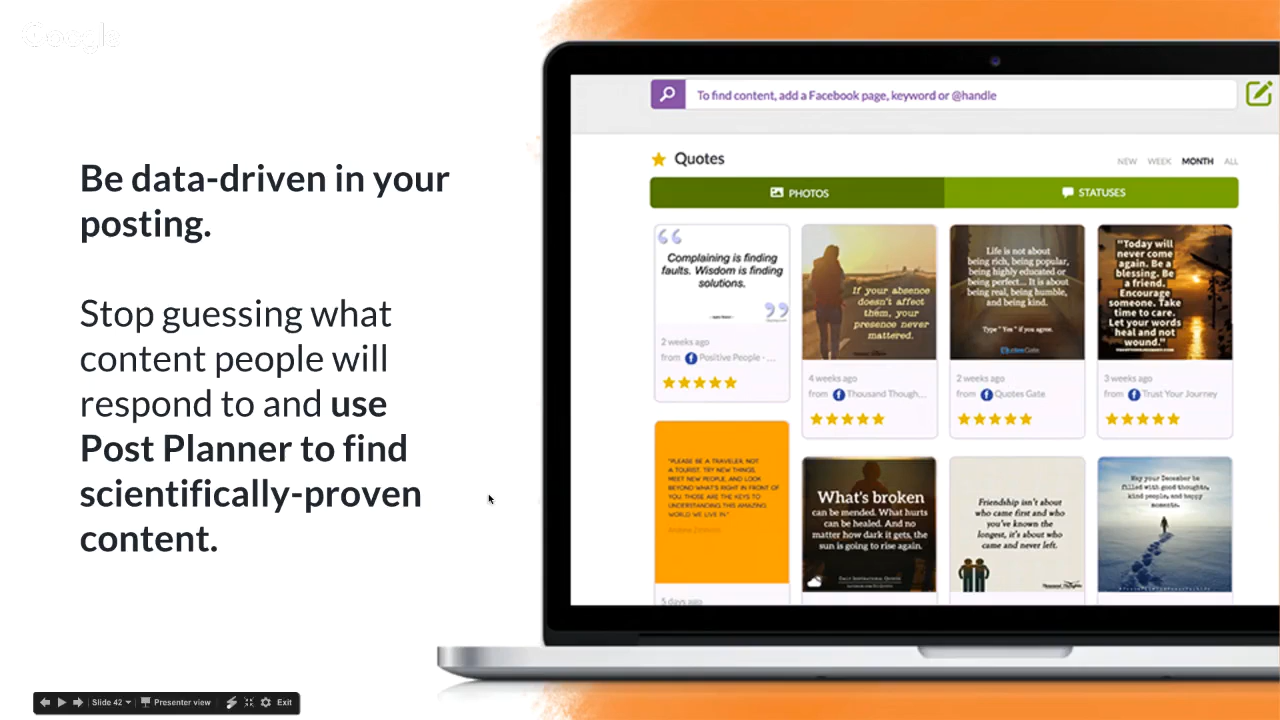 Google
Be data-driven in your
posting.
Stop guessing what
content people will
respond to and use
Post Planner to find
scientifically-proven
content.
To find content, add a Facebook page, keyword or @handle
Quotes
NEW WEEK MONTH ALL
PHOTOS
STATUSES
Complaining is finding
faults. Wisdom is finding
solutions.
2 weeks ago
from Positive People - ...
If your absence
doesn't affect
them, your
presence never
mattered.
4 weeks ago
from Thousand Though...
Life is not about
being rich, being popular,
being highly educated or
being perfect... It is about
being real, being humble,
and being kind.
Type " Yes " if you agree.
QuotesGate
2 weeks ago
from Quotes Gate
"Today will
never come
again. Be a
blessing. Be
a friend.
Encourage
someone. Take
time to care.
Let your words
heal and not
wound."
3 weeks ago
from Trust Your Journey
"PLEASE BE A TRAVELER, NOT
A TOURIST. TRY NEW THINGS,
MEET NEW PEOPLE, AND LOOK
BEYOND WHAT'S RIGHT IN FRONT OF
YOU. THOSE ARE THE KEYS TO
UNDERSTANDING THIS AMAZING
WORLD WE LIVE IN."
5 days ago
What's broken
can be mended. What hurts
can be healed. And no
matter how dark it gets, the
sun is going to rise again.
Friendship isn't about
who came first and who
you've known the
longest, it's about who
came and never left.
May your December be
filled with good thoughts,
kind people, and happy
moments.
Slide 42
Presenter view
Exit